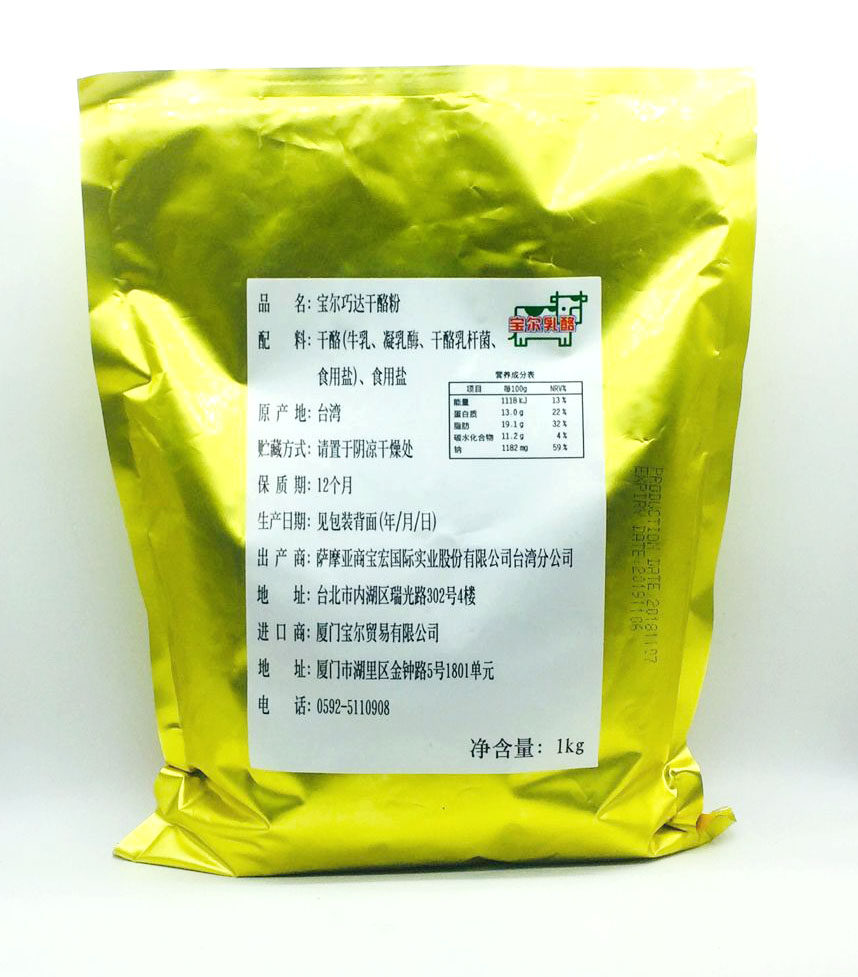 品 名: 宝尔巧达干酪粉
宝尔乳酪
配 料: 干酪(牛乳、凝乳酶、干酪乳杆菌、
食用盐)、食用盐
营养成分表
项目 每100g NRV%
能量 1118 KJ 13%
蛋白质 13.0 g 22%
脂肪 19.1 g 32%
碳水化合物 11.2 g 4%
钠 1182 mg 59%
原 产 地: 台湾
贮藏方式: 请置于阴凉干燥处
保 质 期: 12个月
生产日期: 见包装背面(年/月/日)
出 产 商: 萨摩亚商宝宏国际实业股份有限公司台湾分公司
地 址: 台北市内湖区瑞光路302号4楼
进 口 商: 厦门宝尔贸易有限公司
地 址: 厦门市湖里区金钟路5号1801单元
电 话: 0592-5110908
净含量: 1kg
PRODUCTION DATE:20181107
EXPIRY DATE:20191106